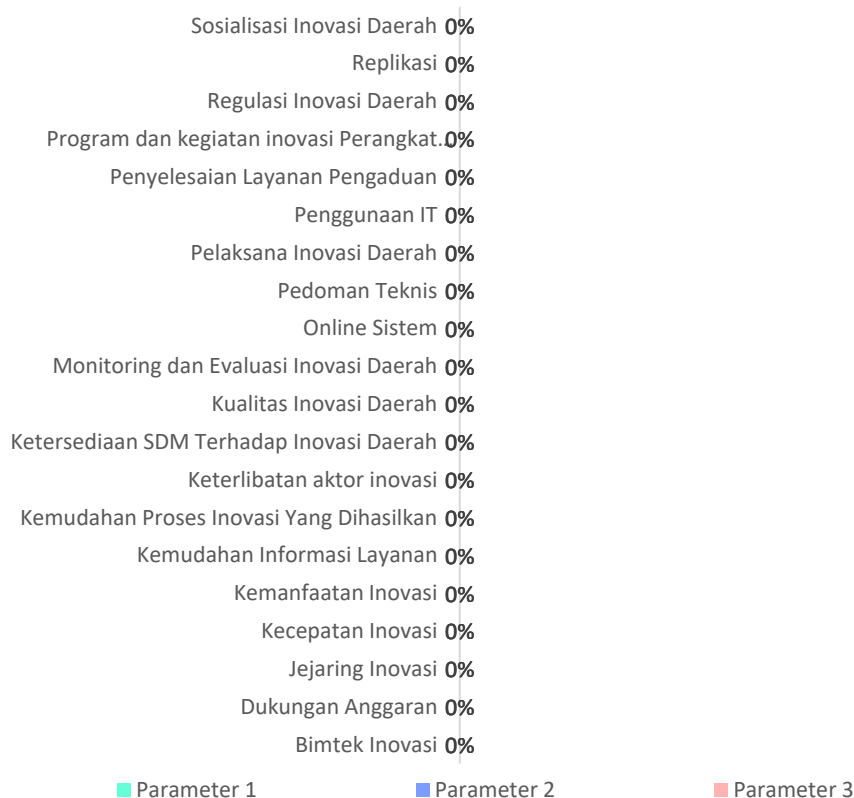 Sosialisasi Inovasi Daerah 0%
Replikasi 0%
Regulasi Inovasi Daerah 0%
Program dan kegiatan inovasi Perangkat... 0%
Penyelesaian Layanan Pengaduan 0%
Penggunaan IT 0%
Pelaksana Inovasi Daerah 0%
Pedoman Teknis 0%
Online Sistem 0%
Monitoring dan Evaluasi Inovasi Daerah 0%
Kualitas Inovasi Daerah 0%
Ketersediaan SDM Terhadap Inovasi Daerah 0%
Keterlibatan aktor inovasi 0%
Kemudahan Proses Inovasi Yang Dihasilkan 0%
Kemudahan Informasi Layanan 0%
Kemanfaatan Inovasi 0%
Kecepatan Inovasi 0%
Jejaring Inovasi 0%
Dukungan Anggaran 0%
Bimtek Inovasi 0%
Parameter 1 Parameter 2 Parameter 3